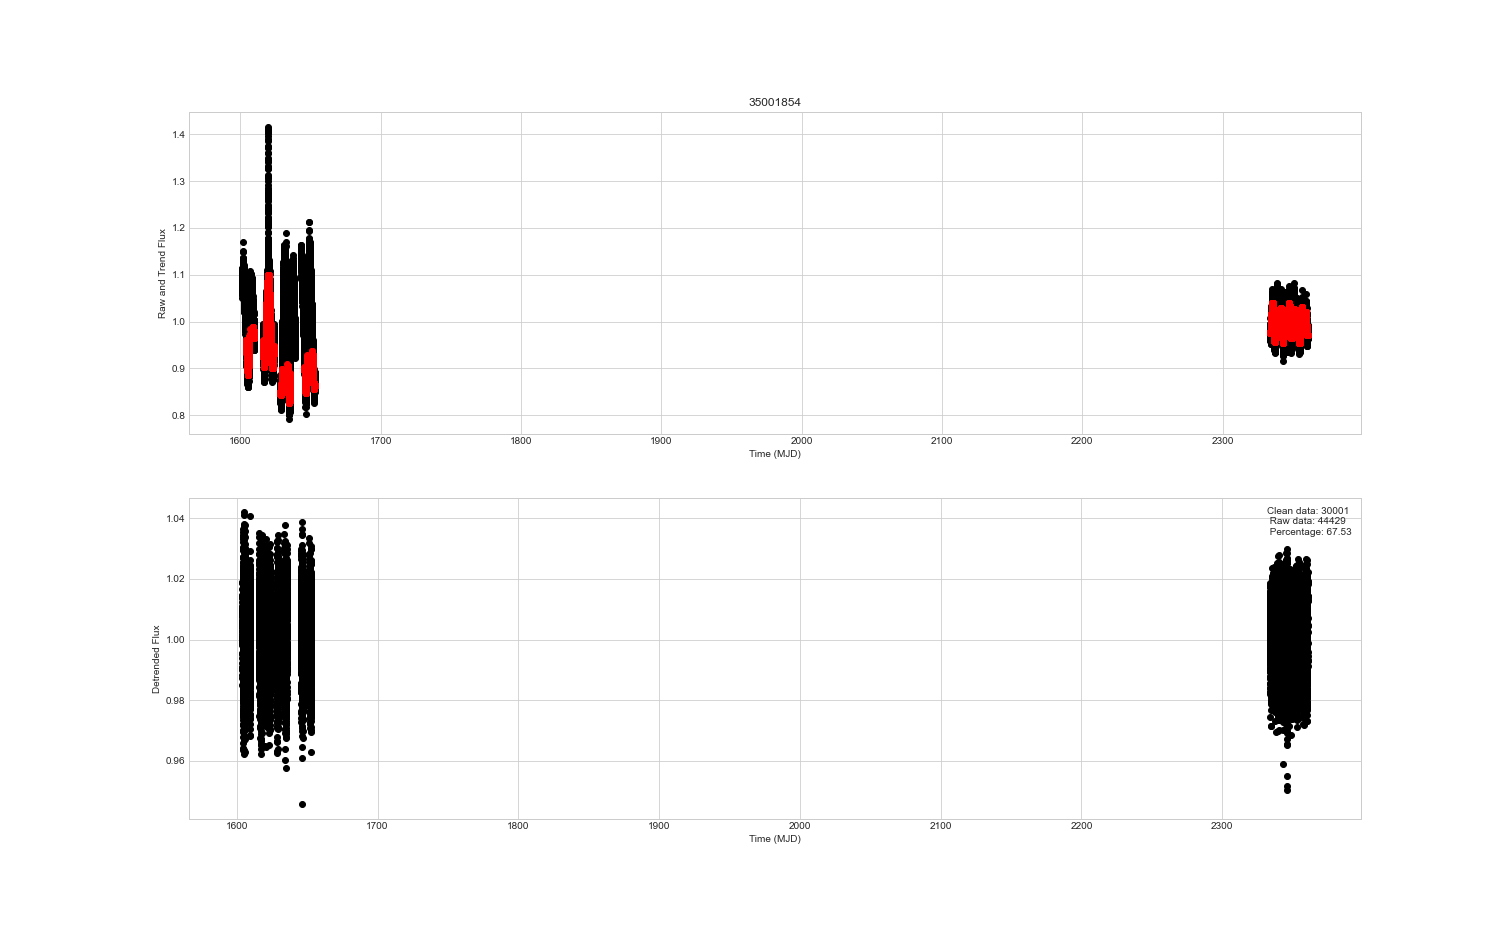 35001854
1.4
1.3
1.2
1.1
1.0
0.9
0.8
Raw and Trend Flux
1600 1700 1800 1900 2000 2100 2200 2300
Time (MJD)
Clean data: 30001
Raw data: 44429
Percentage: 67.53
1.04
1.02
1.00
0.98
0.96
Detrended Flux
1600 1700 1800 1900 2000 2100 2200 2300
Time (MJD)